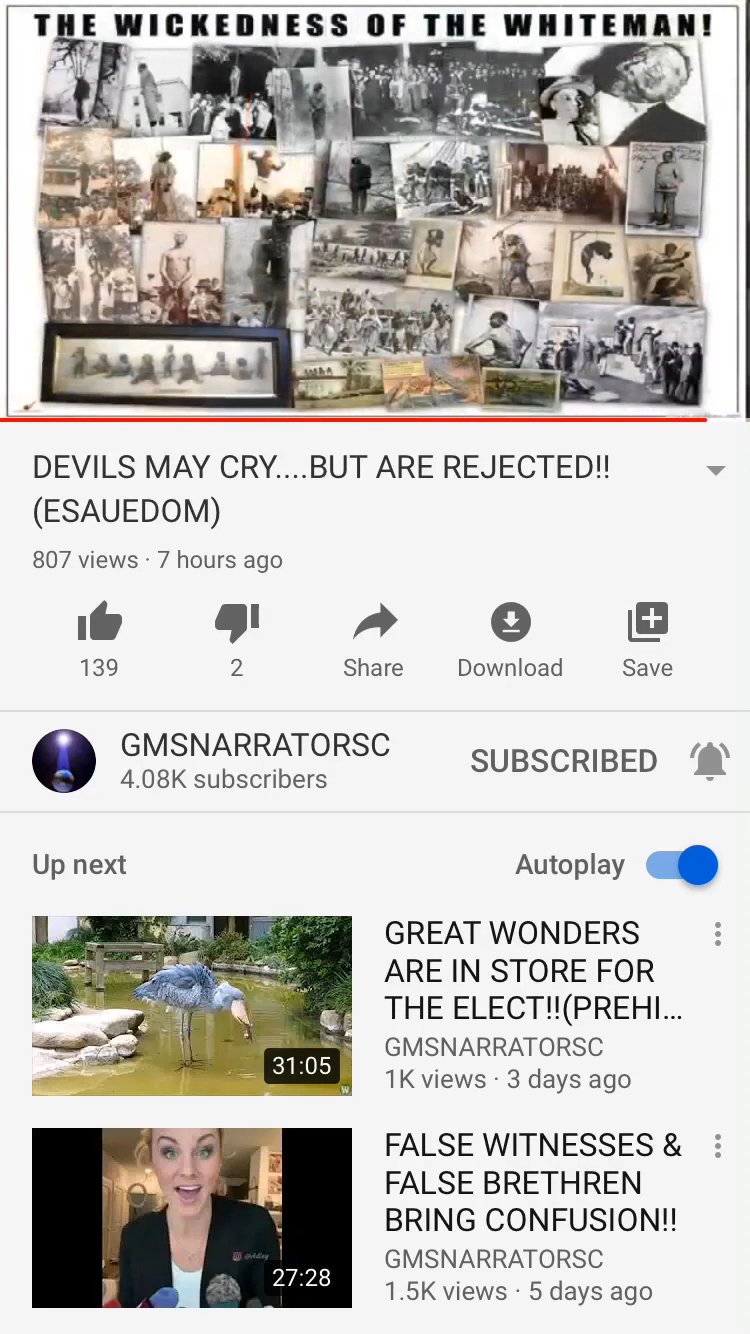 THE WICKEDNESS OF THE WHITEMAN!
DEVILS MAY CRY....BUT ARE REJECTED!!
(ESAUEDOM)
807 views · 7 hours ago
139
2
Share
Download
Save
GMSNARRATORSC
4.08K subscribers
SUBSCRIBED
Up next
Autoplay
31:05
GREAT WONDERS
ARE IN STORE FOR
THE ELECT!!(PREHI...
GMSNARRATORSC
1K views · 3 days ago
27:28
FALSE WITNESSES &
FALSE BRETHREN
BRING CONFUSION!!
GMSNARRATORSC
1.5K views · 5 days ago